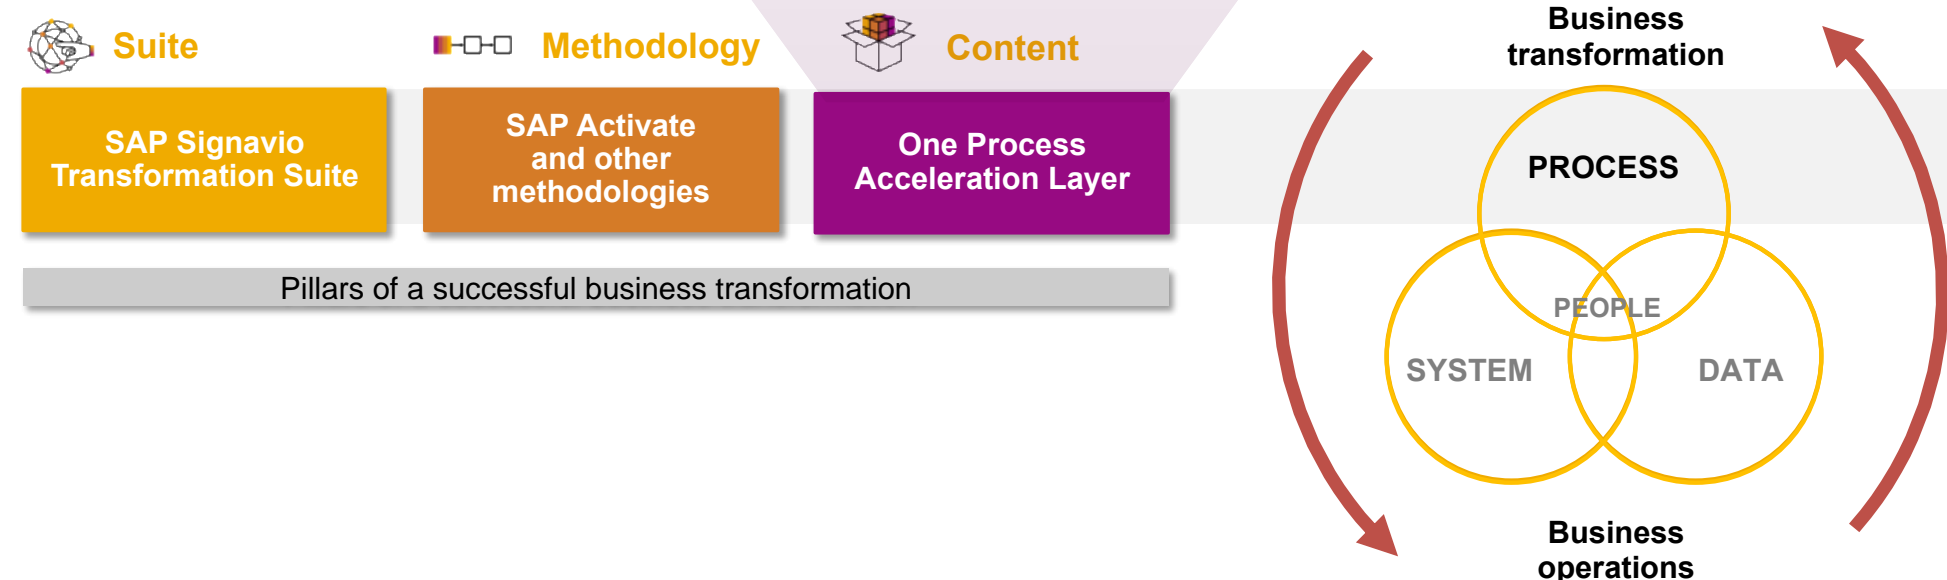 Suite
Methodology
Content
SAP Signavio
Transformation Suite
SAP Activate
and other
methodologies
One Process
Acceleration Layer
Pillars of a successful business transformation
Business
transformation
PROCESS
PEOPLE
SYSTEM
DATA
Business
operations